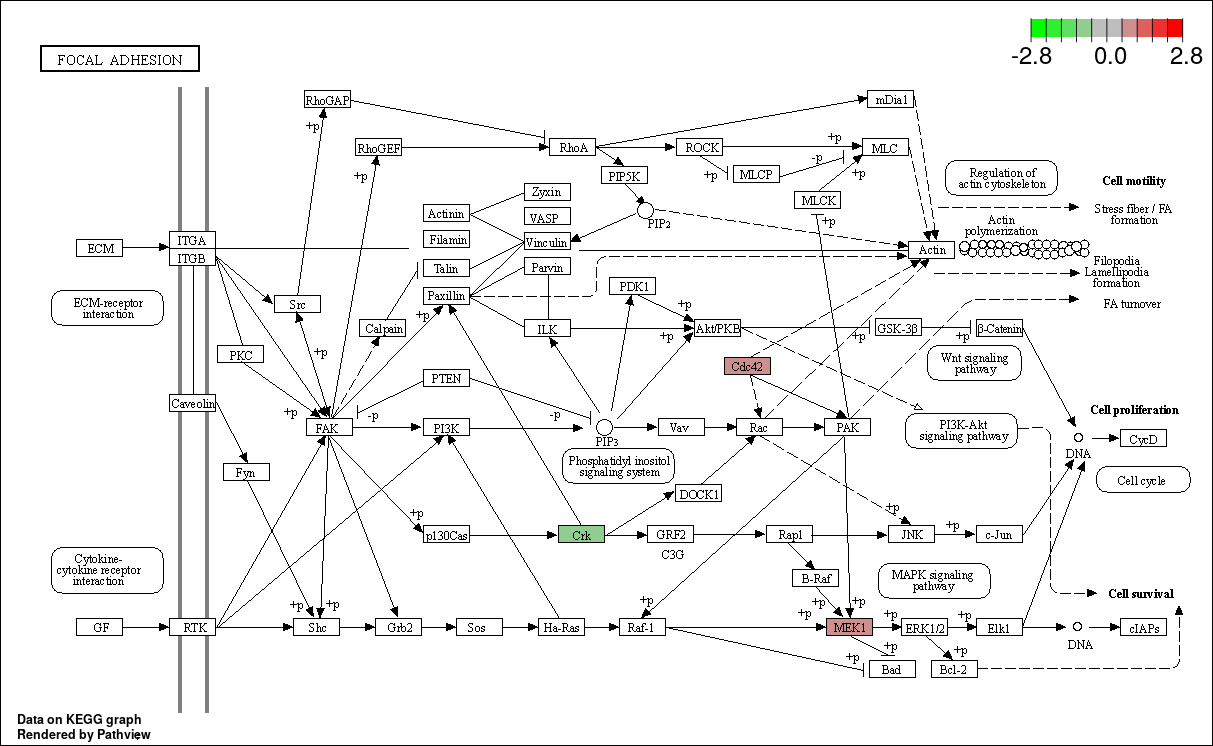 -2.8 0.0 2.8
FOCAL ADHESION
RhoGAP
mDia1
+p
RhoGEF
RhoA
ROCK
+p
MLC
+p
+p
MLCP
-p
+p
PIP5K
MLCK
+p
Regulation of
actin cytoskeleton
Cell motility
Stress fiber / FA
formation
Zyxin
Actinin
VASP
PIP2
Actin
polymerization
ECM
ITGA
ITGB
Filamin
Vinculin
Actin
Talin
Parvin
Filopodia
Lamellipodia
formation
ECM-receptor
interaction
Src
Paxillin
PDK1
+p
FA turnover
Calpain
+p
ILK
Akt/PKB
+p
GSK-3β
+p
β-Catenin
PKC
+p
Cdc42
Wnt signaling
pathway
PTEN
Caveolin
+p
-p
-p
Cell proliferation
FAK
PI3K
PIP3
Vav
Rac
PAK
PI3K-Akt
signaling pathway
DNA
CycD
Fyn
Phosphatidyl inositol
signaling system
Cell cycle
DOCK1
+p
+p
p130Cas
Crk
GRF2
C3G
Rap1
JNK
+p
c-Jun
Cytokine-
cytokine receptor
interaction
B-Raf
MAPK signaling
pathway
Cell survival
+p
+p
+p
+p
+p
+p
+p
+p
GF
RTK
Shc
Grb2
Sos
Ha-Ras
Raf-1
MEK1
ERK1/2
Elk1
DNA
cIAPs
+p
+p
+p
Bad
Bcl-2
Data on KEGG graph
Rendered by Pathview